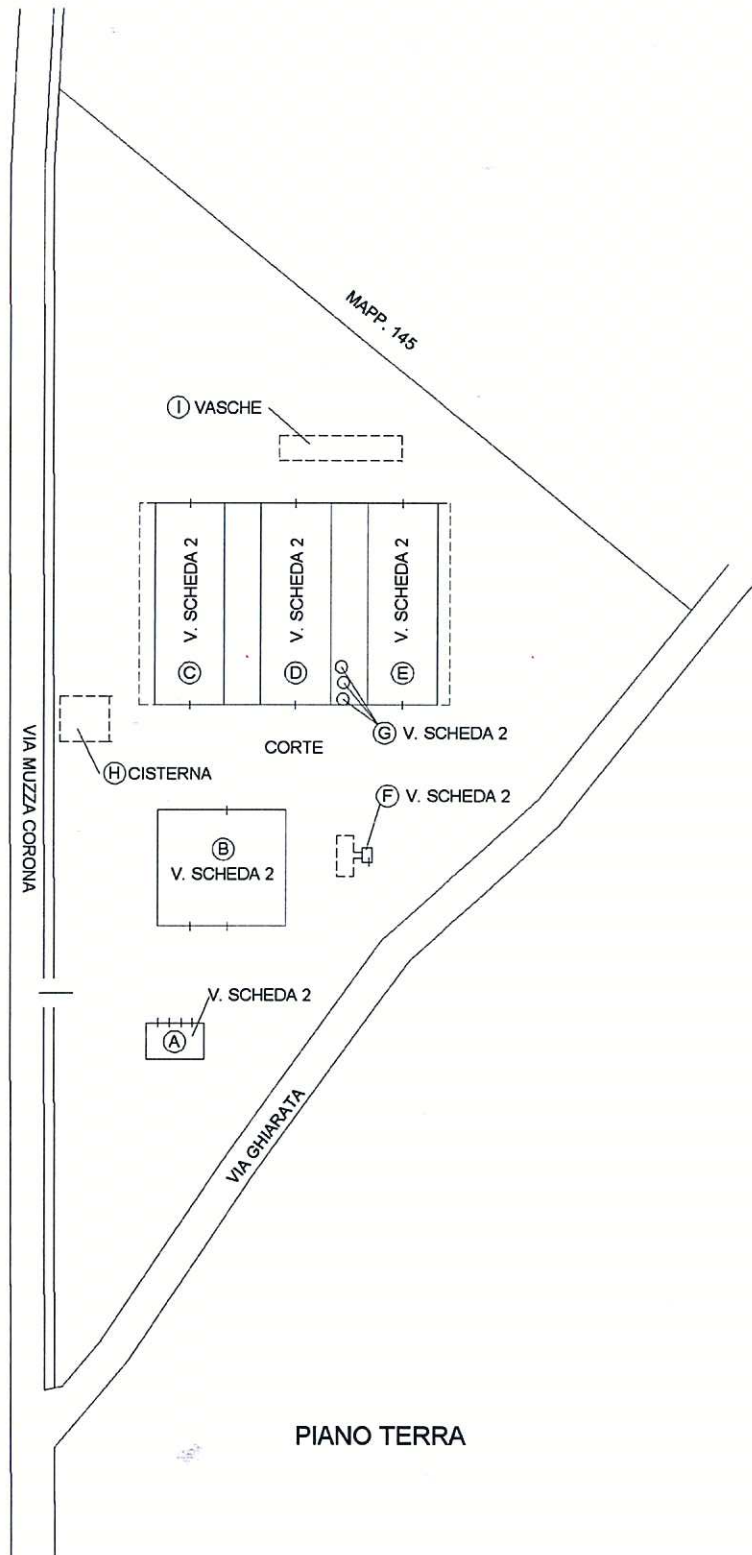 MAPP. 145
I VASCHE
V. SCHEDA 2
V. SCHEDA 2
V. SCHEDA 2
C
D
E
G V. SCHEDA 2
CORTE
H CISTERNA
F V. SCHEDA 2
VIA MUZZA CORONA
B
V. SCHEDA 2
V. SCHEDA 2
A
VIA GHIARATA
PIANO TERRA